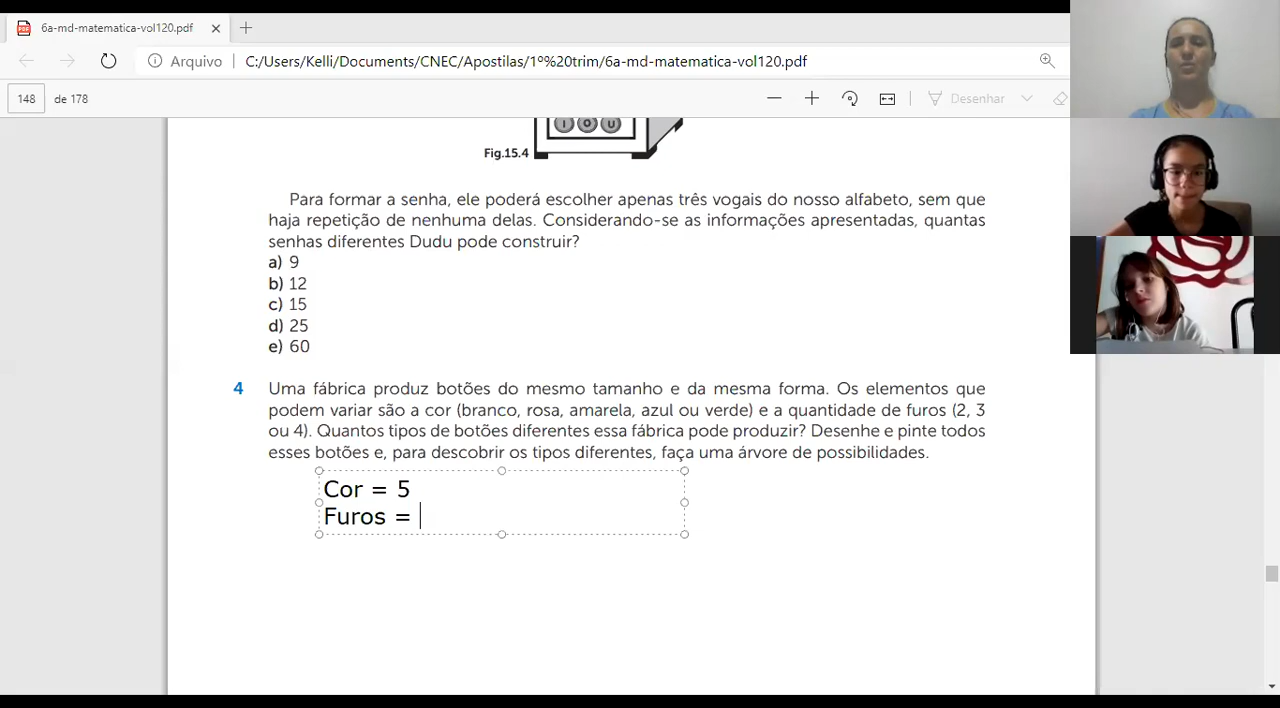 6a-md-matematica-vol120.pdf
Arquivo
C:/Users/Kelli/Documents/CNEC/Apostilas/1º%20trim/6a-md-matematica-vol120.pdf
148 de 178
Desenhar
I O U
Fig.15.4
Para formar a senha, ele poderá escolher apenas três vogais do nosso alfabeto, sem que
haja repetição de nenhuma delas. Considerando-se as informações apresentadas, quantas
senhas diferentes Dudu pode construir?
a) 9
b) 12
c) 15
d) 25
e) 60
4 Uma fábrica produz botões do mesmo tamanho e da mesma forma. Os elementos que
podem variar são a cor (branco, rosa, amarela, azul ou verde) e a quantidade de furos (2, 3
ou 4). Quantos tipos de botões diferentes essa fábrica pode produzir? Desenhe e pinte todos
esses botões e, para descobrir os tipos diferentes, faça uma árvore de possibilidades.
Cor = 5
Furos =